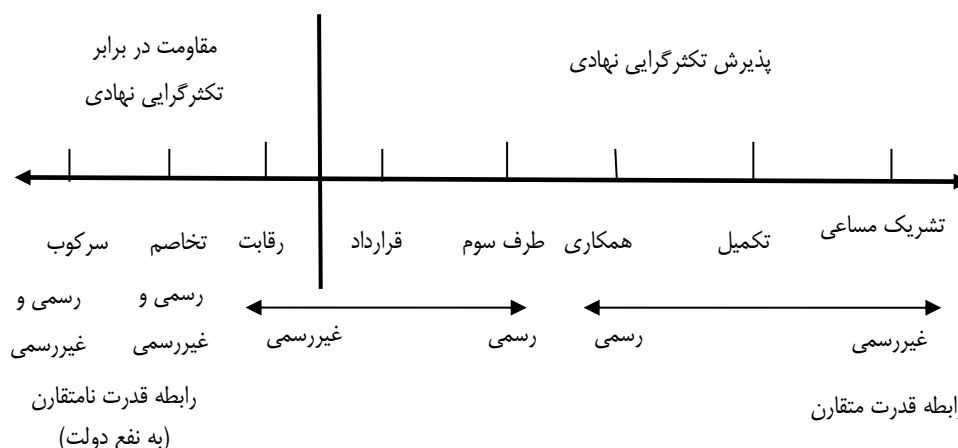 مقاومت در برابر
تکثرگرایی نهادی
پذیرش تکثرگرایی نهادی
تشریک مساعی
تکمیل
همکاری
طرف سوم
قرارداد
رقابت
تخاصم
سرکوب
غیررسمی
رسمی
رسمی
غیررسمی
رسمی و
غیررسمی
رسمی و
غیررسمی
رابطه قدرت متقارن
رابطه قدرت نامتقارن
(به نفع دولت)